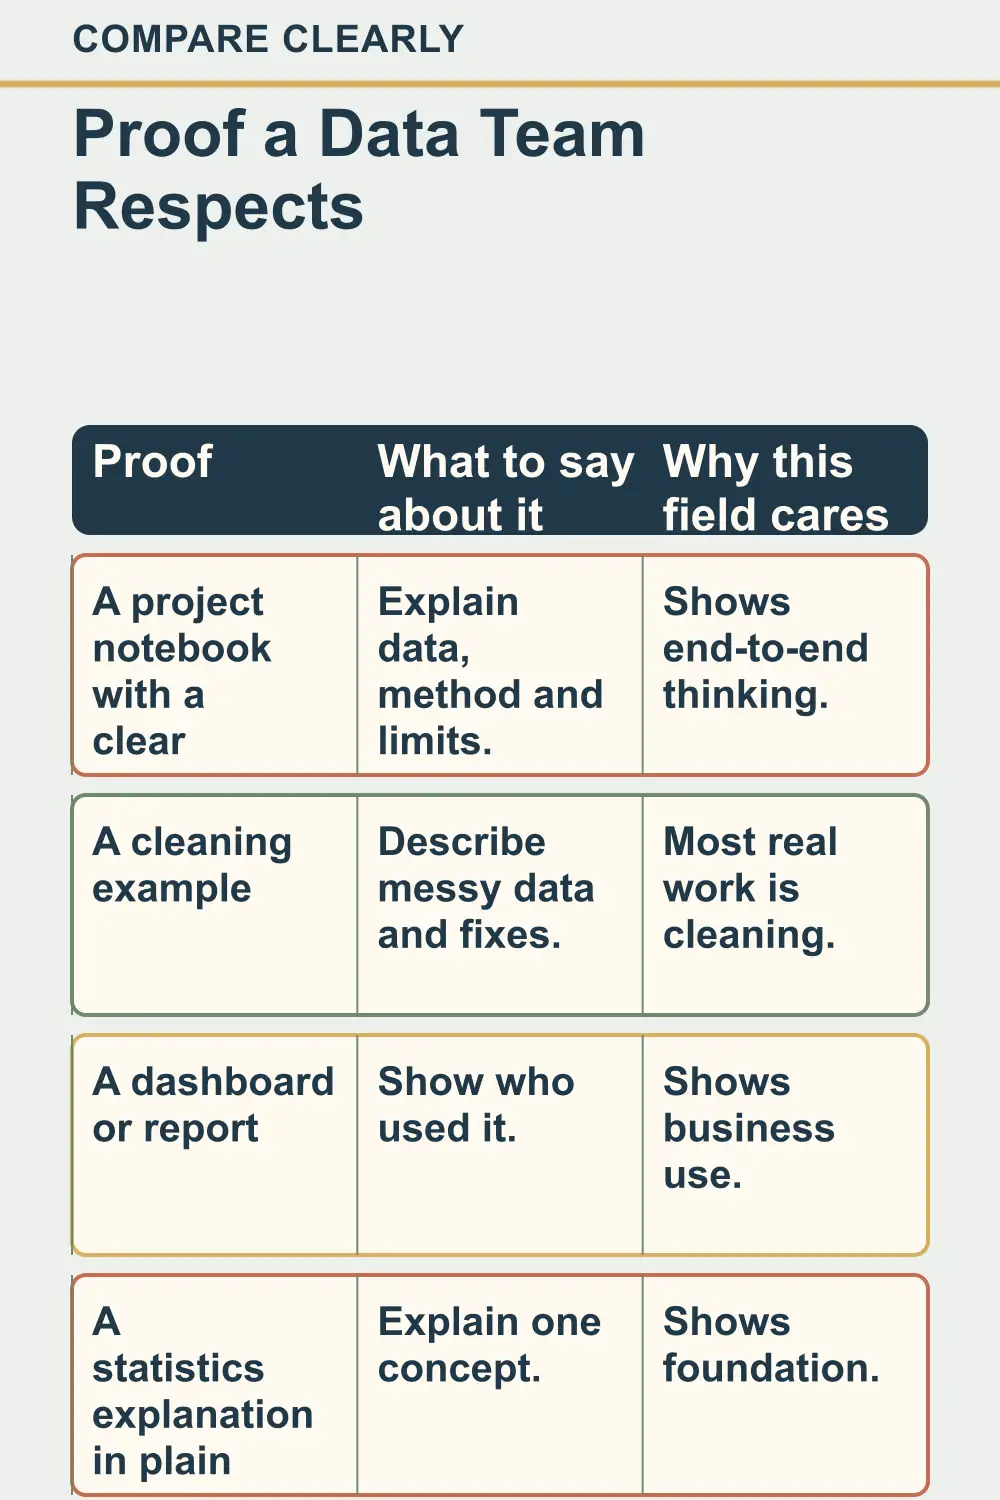 COMPARE CLEARLY
Proof a Data Team
Respects
Proof
What to say
about it
Why this
field cares
A project
notebook
with a
clear
Explain
data,
method and
limits.
Shows
end-to-end
thinking.
A cleaning
example
Describe
messy data
and fixes.
Most real
work is
cleaning.
A dashboard
or report
Show who
used it.
Shows
business
use.
A
statistics
explanation
in plain
Explain one
concept.
Shows
foundation.